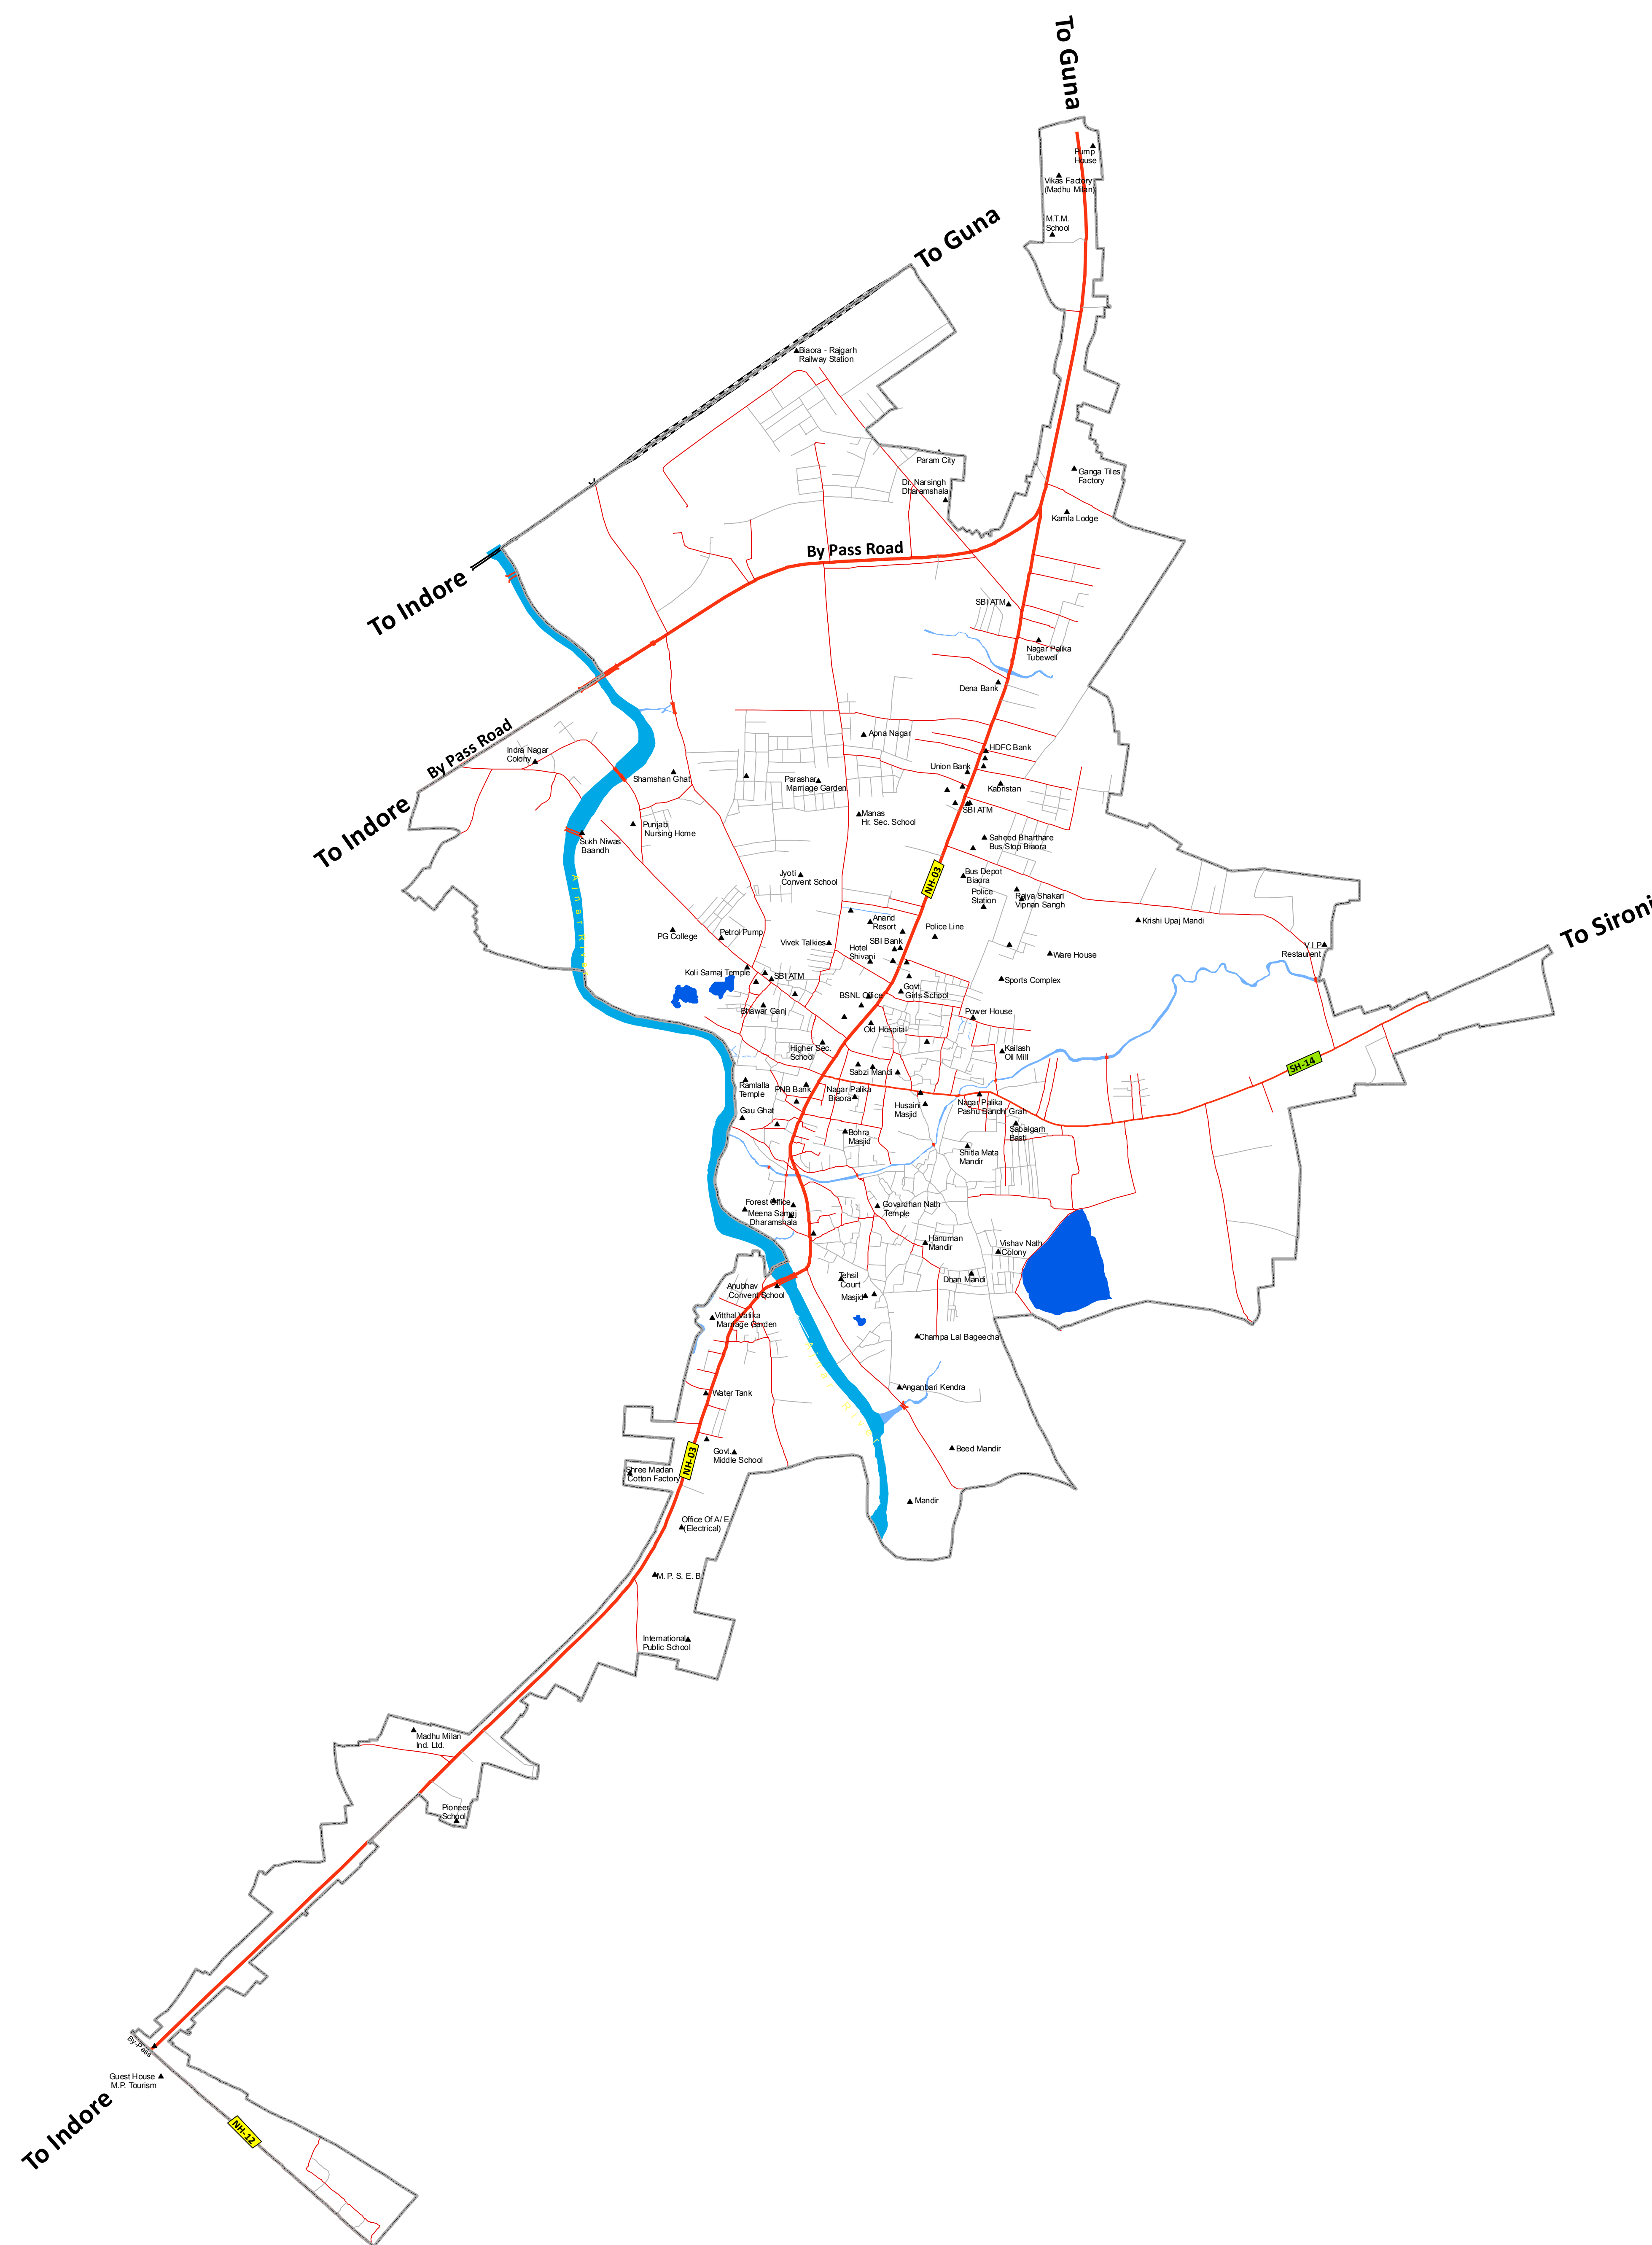 To Guna
Pump
House
Vikas Factory
(Madhu Milan)
M.T.M.
School
To Guna
Biaora - Rajgarh
Railway Station
Param City
Ganga Tiles
Factory
Dr. Narsingh
Dharamshala
Kamla Lodge
By Pass Road
To Indore
SBI ATM
Nagar Palika
Tubewell
Dena Bank
By Pass Road
Apna Nagar
HDFC Bank
Indra Nagar
Colony
Union Bank
Shamshan Ghat
Parashar
Marriage Garden
Kabristan
To Indore
SBI ATM
Manas
Hr. Sec. School
Punjabi
Nursing Home
Sukh Niwas
Baandh
Saheed Bharthare
Bus Stop Biaora
NH-03
Jyoti
Convent School
Bus Depot
Biaora
Police
Station
Rajya Shakari
Vipnan Sangh
Ajnar River
Krishi Upaj Mandi
Anand
Resort
Police Line
PG College
Petrol Pump
Vivek Talkies
SBI Bank
Hotel
Shivani
Ware House
V.I.P
Restaurent
To Sironj
Koli Samaj Temple
SBI ATM
Sports Complex
BSNL Office
Govt.
Girls School
Bhawar Ganj
Power House
Old Hospital
Higher Sec.
School
Kailash
Oil Mill
SH-14
Sabzi Mandi
Ramlalla
Temple
PNB Bank
Nagar Palika
Biaora
Husaini
Masjid
Nagar Palika
Pashu Bandhi Grah
Gau Ghat
Sabalgarh
Basti
Bohra
Masjid
Shitla Mata
Mandir
Forest Office
Govardhan Nath
Temple
Meena Samaj
Dharamshala
Hanuman
Mandir
Vishav Nath
Colony
Tehsil
Court
Dhan Mandi
Anubhav
Convent School
Masjid
Vitthal Vatika
Marriage Garden
Champa Lal Bageecha
Ajnar River
Anganbari Kendra
Water Tank
Beed Mandir
Govt.
Middle School
NH-03
Shree Madan
Cotton Factory
Mandir
Office Of A/ E
(Electrical)
M. P. S. E. B.
International
Public School
Madhu Milan
Ind. Ltd.
Pioneer
School
By-Pass
Guest House
M.P. Tourism
To Indore
NH-12